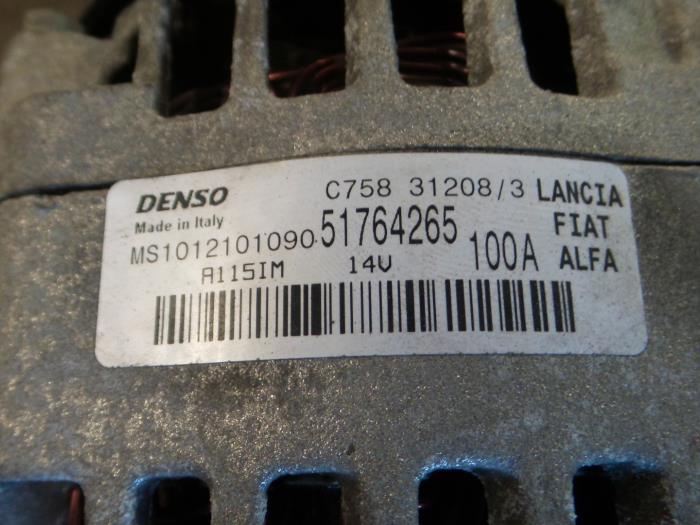 DENSO C758 31208/3 LANCIA
Made in Italy FIAT
MS1012101090 51764265 100A ALFA
A115IM 14V